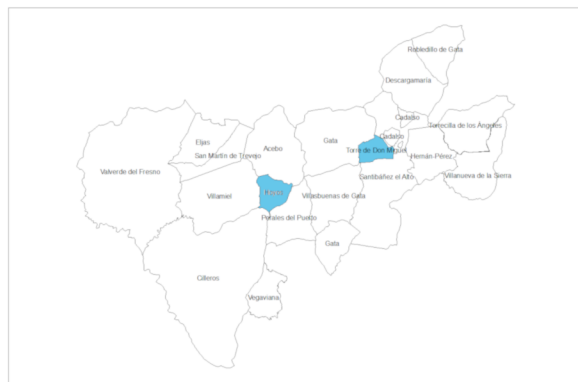 Robledillo de Gata
Descargamaría
Cadalso
Torrecilla de los Ángeles
Eljas
Acebo
Gata
Cadalso
San Martín de Trevejo
Torre de Don Miguel
Hernán Pérez
Valverde del Fresno
Santibáñez el Alto
Villanueva de la Sierra
Villamiel
Hoyos
Villasbuenas de Gata
Perales del Puerto
Gata
Cilleros
Vegaviana